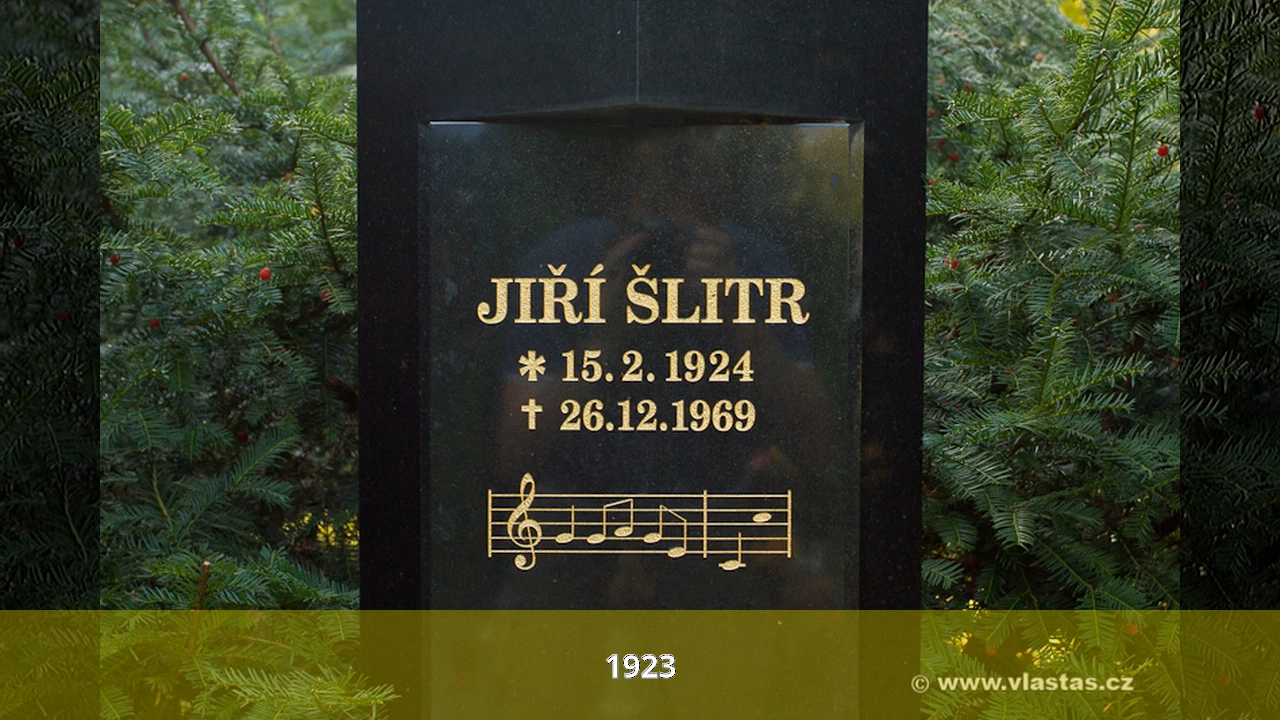 JIŘÍ ŠLITR
* 15. 2. 1924
† 26.12.1969
1923
© www.vlastas.cz